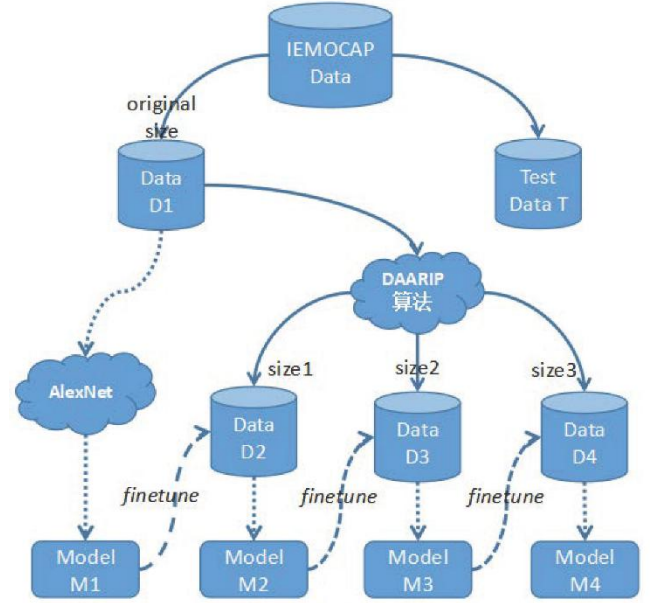 IEMOCAP
Data
original
size
Data
D1
Test
Data T
DAARIP
算法
AlexNet
size1
size2
size3
Data
D2
Data
D3
Data
D4
finetune
finetune
finetune
Model
M1
Model
M2
Model
M3
Model
M4